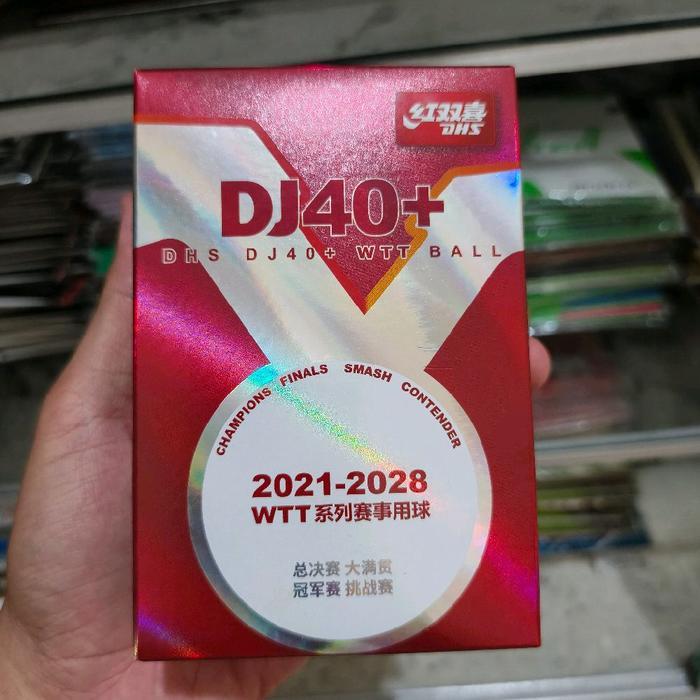 红双喜
DHS
DJ40+
DHS DJ40+ WTT BALL
CHAMPIONS FINALS SMASH CONTENDER
2021-2028
WTT系列赛事用球
总决赛 大满贯
冠军赛 挑战赛